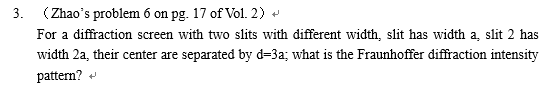 3. (Zhao's problem 6 on pg. 17 of Vol. 2) ↵
For a diffraction screen with two slits with different width, slit has width a, slit 2 has
width 2a, their center are separated by d=3a; what is the Fraunhoffer diffraction intensity
pattern? ↵